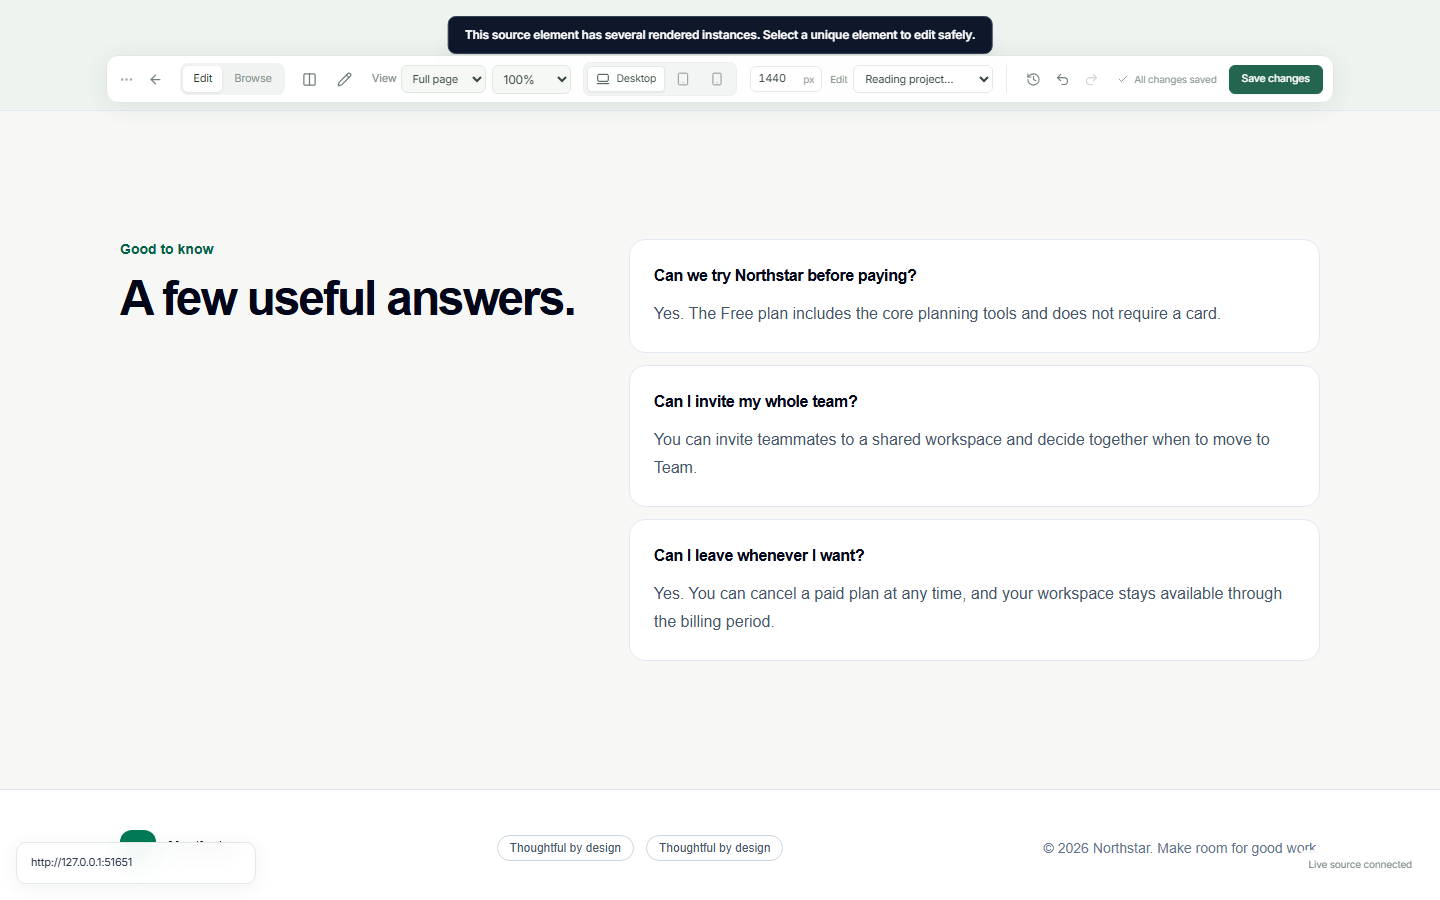 This source element has several rendered instances. Select a unique element to edit safely.
Edit
Browse
View
Full page
100%
Desktop
1440
px
Edit
Reading project...
All changes saved
Save changes
Good to know
A few useful answers.
Can we try Northstar before paying?
Yes. The Free plan includes the core planning tools and does not require a card.
Can I invite my whole team?
You can invite teammates to a shared workspace and decide together when to move to
Team.
Can I leave whenever I want?
Yes. You can cancel a paid plan at any time, and your workspace stays available through
the billing period.
Thoughtful by design
Thoughtful by design
© 2026 Northstar. Make room for good work
http://127.0.0.1:51651
Live source connected